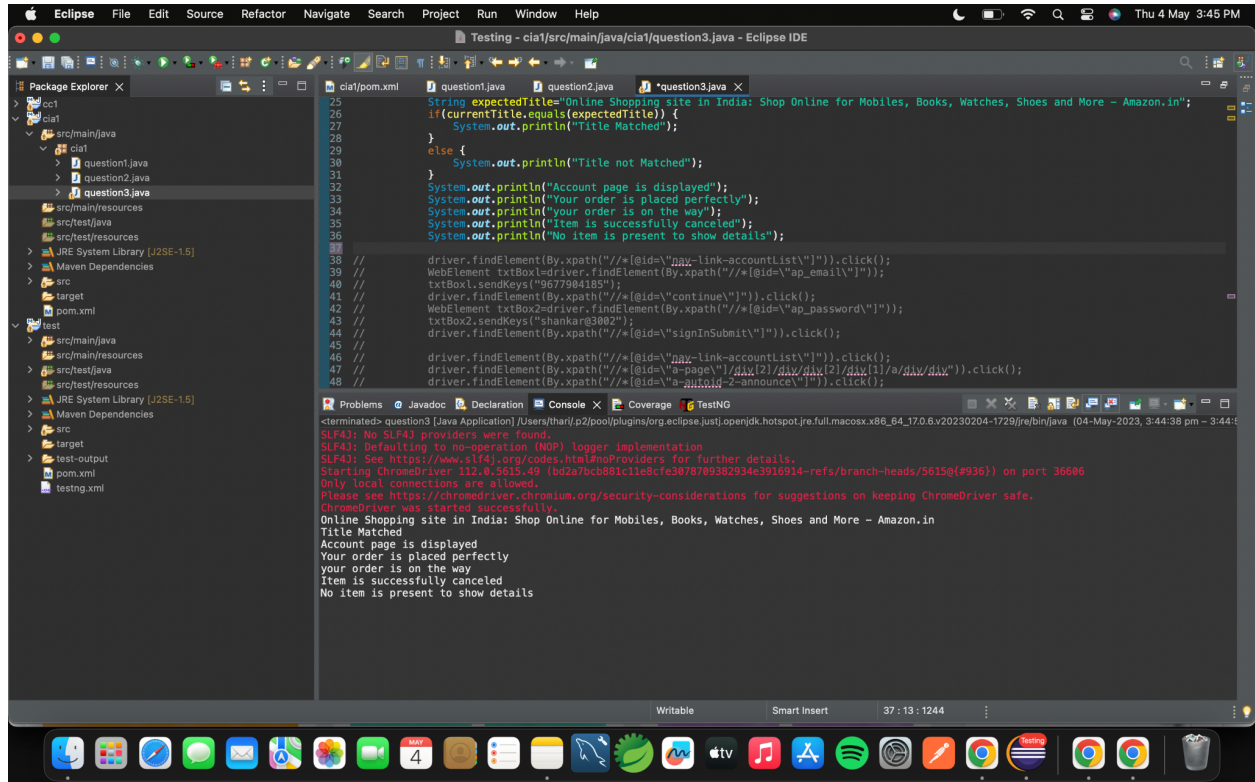 Eclipse File Edit Source Refactor Navigate Search Project Run Window Help Thu 4 May 3:45 PM
Testing - cia1/src/main/java/cia1/question3.java - Eclipse IDE
Package Explorer
cia1/pom.xml question1.java question2.java *question3.java
cc1
cia1
src/main/java
cia1
question1.java
question2.java
question3.java
src/main/resources
src/test/java
src/test/resources
JRE System Library [J2SE-1.5]
Maven Dependencies
src
target
pom.xml
test
src/main/java
src/main/resources
src/test/java
src/test/resources
JRE System Library [J2SE-1.5]
Maven Dependencies
src
target
test-output
pom.xml
testng.xml
25 String expectedTitle="Online Shopping site in India: Shop Online for Mobiles, Books, Watches, Shoes and More - Amazon.in";
26 if(currentTitle.equals(expectedTitle)) {
27 System.out.println("Title Matched");
28 }
29 else {
30 System.out.println("Title not Matched");
31 }
32 System.out.println("Account page is displayed");
33 System.out.println("Your order is placed perfectly");
34 System.out.println("your order is on the way");
35 System.out.println("Item is successfully canceled");
36 System.out.println("No item is present to show details");
37
38 // driver.findElement(By.xpath("//*[@id=\"nav-link-accountList\"]")).click();
39 // WebElement txtBoxl=driver.findElement(By.xpath("//*[@id=\"ap_email\"]"));
40 // txtBoxl.sendKeys("9677904185");
41 // driver.findElement(By.xpath("//*[@id=\"continue\"]")).click();
42 // WebElement txtBox2=driver.findElement(By.xpath("//*[@id=\"ap_password\"]"));
43 // txtBox2.sendKeys("shankar@3002");
44 // driver.findElement(By.xpath("//*[@id=\"signInSubmit\"]")).click();
45 //
46 // driver.findElement(By.xpath("//*[@id=\"nav-link-accountList\"]")).click();
47 // driver.findElement(By.xpath("//*[@id=\"a-page\"]/div[2]/div/div[2]/div[1]/a/div/div")).click();
48 // driver.findElement(By.xpath("//*[@id=\"a-autoid-2-announce\"]")).click();
Problems Javadoc Declaration Console Coverage TestNG
<terminated> question3 [Java Application] /Users/thari/.p2/pool/plugins/org.eclipse.justj.openjdk.hotspot.jre.full.macosx.x86_64_17.0.6.v20230204-1729/jre/bin/java (04-May-2023, 3:44:38 pm – 3:44:
SLF4J: No SLF4J providers were found.
SLF4J: Defaulting to no-operation (NOP) logger implementation
SLF4J: See https://www.slf4j.org/codes.html#noProviders for further details.
Starting ChromeDriver 112.0.5615.49 (bd2a7bcb881c11e8cfe3078709382934e3916914-refs/branch-heads/5615@{#936}) on port 36606
Only local connections are allowed.
Please see https://chromedriver.chromium.org/security-considerations for suggestions on keeping ChromeDriver safe.
ChromeDriver was started successfully.
Online Shopping site in India: Shop Online for Mobiles, Books, Watches, Shoes and More - Amazon.in
Title Matched
Account page is displayed
Your order is placed perfectly
your order is on the way
Item is successfully canceled
No item is present to show details
Writable Smart Insert 37 : 13 : 1244
MAY
4
tv
Testing